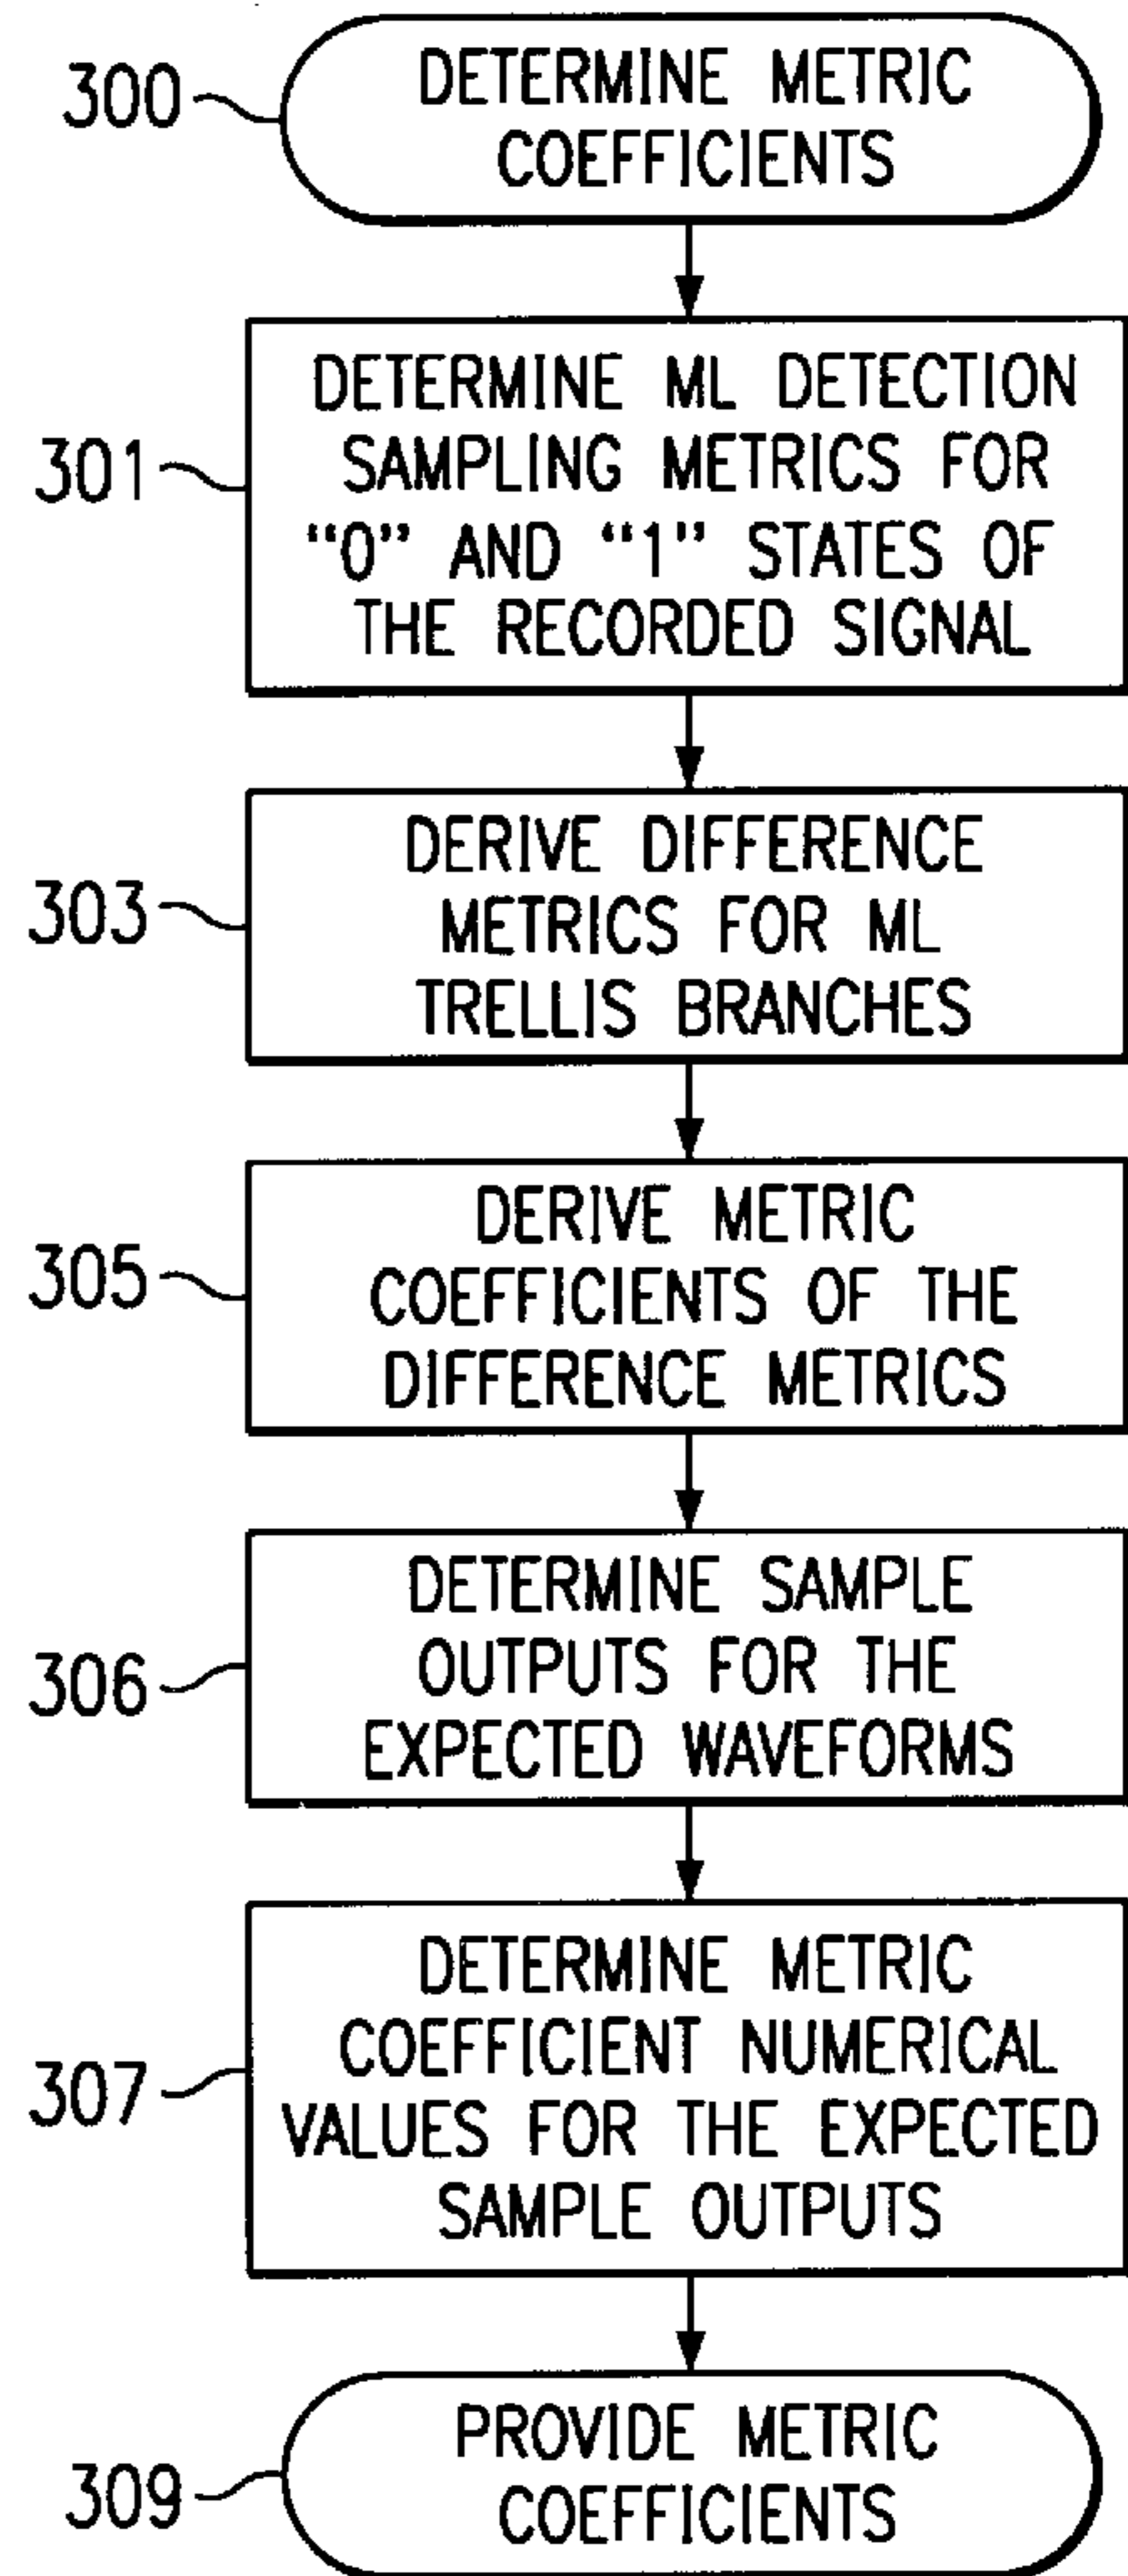 300
DETERMINE METRIC
COEFFICIENTS
301
DETERMINE ML DETECTION
SAMPLING METRICS FOR
"0" AND "1" STATES OF
THE RECORDED SIGNAL
303
DERIVE DIFFERENCE
METRICS FOR ML
TRELLIS BRANCHES
305
DERIVE METRIC
COEFFICIENTS OF THE
DIFFERENCE METRICS
306
DETERMINE SAMPLE
OUTPUTS FOR THE
EXPECTED WAVEFORMS
307
DETERMINE METRIC
COEFFICIENT NUMERICAL
VALUES FOR THE EXPECTED
SAMPLE OUTPUTS
309
PROVIDE METRIC
COEFFICIENTS